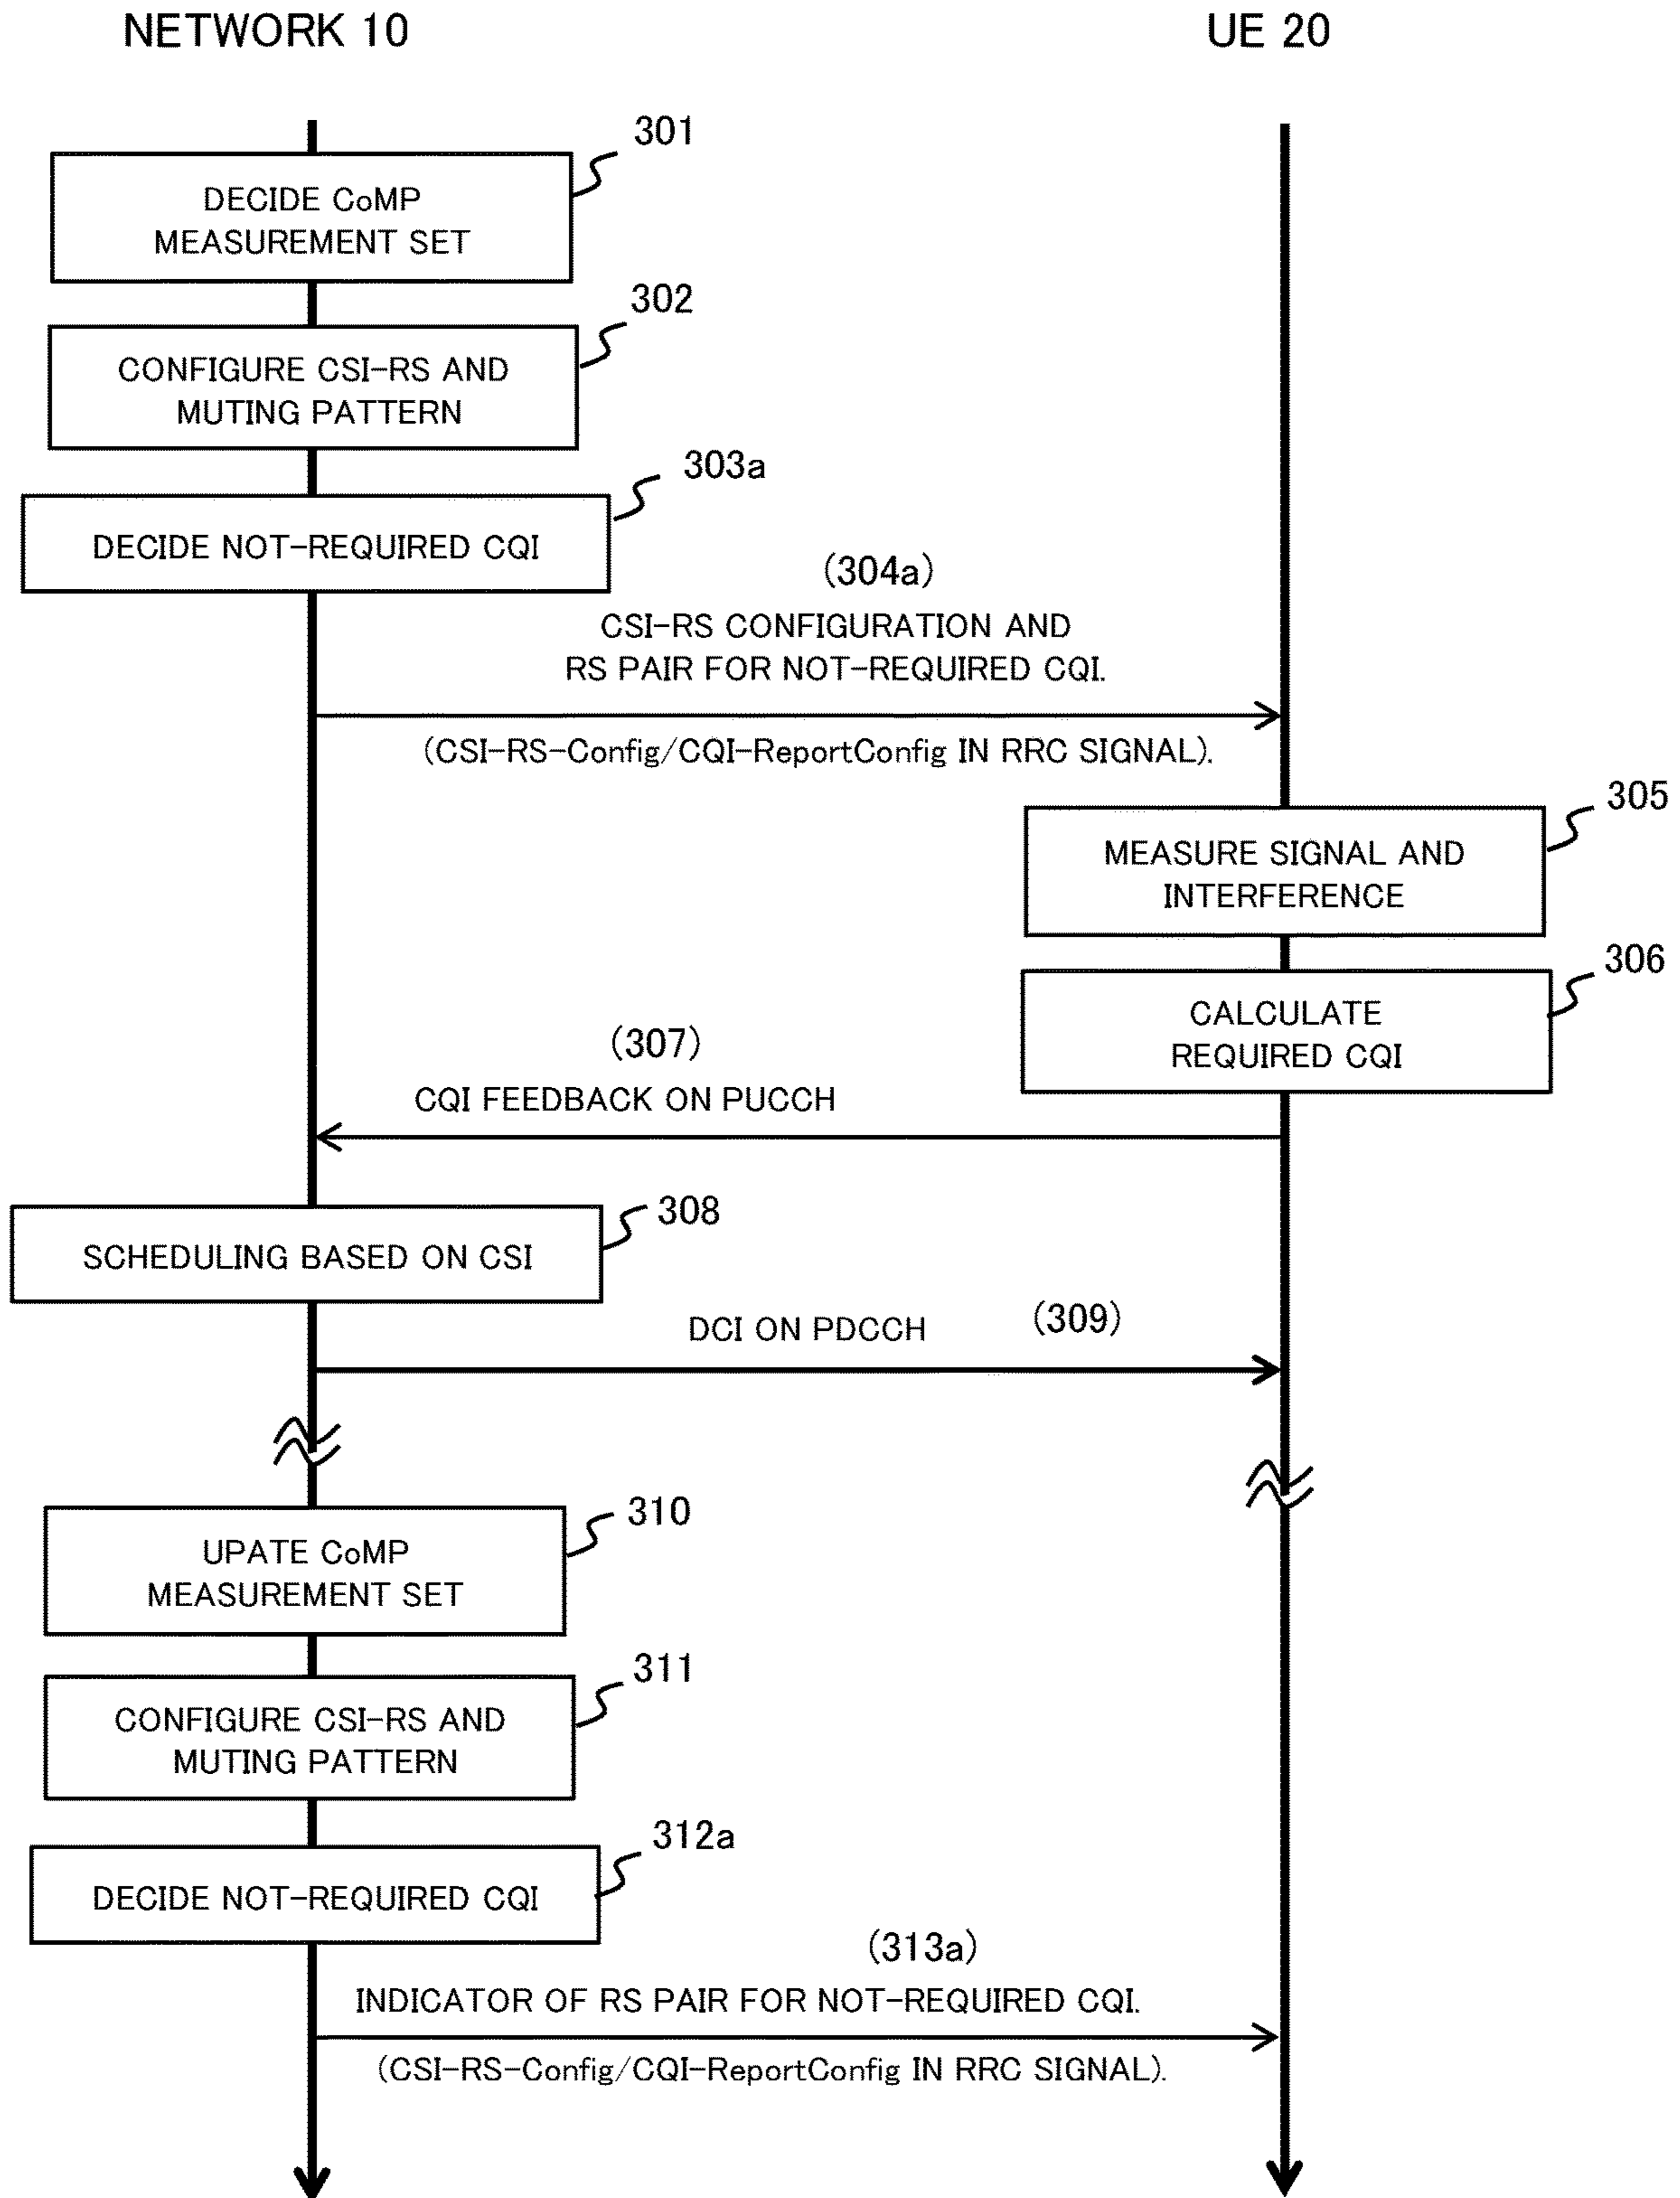 NETWORK 10
UE 20
301
DECIDE CoMP
MEASUREMENT SET
302
CONFIGURE CSI-RS AND
MUTING PATTERN
303a
DECIDE NOT-REQUIRED CQI
(304a)
CSI-RS CONFIGURATION AND
RS PAIR FOR NOT-REQUIRED CQI.
(CSI-RS-Config/CQI-ReportConfig IN RRC SIGNAL).
305
MEASURE SIGNAL AND
INTERFERENCE
306
CALCULATE
REQUIRED CQI
(307)
CQI FEEDBACK ON PUCCH
308
SCHEDULING BASED ON CSI
DCI ON PDCCH
(309)
310
UPATE CoMP
MEASUREMENT SET
311
CONFIGURE CSI-RS AND
MUTING PATTERN
312a
DECIDE NOT-REQUIRED CQI
(313a)
INDICATOR OF RS PAIR FOR NOT-REQUIRED CQI.
(CSI-RS-Config/CQI-ReportConfig IN RRC SIGNAL).